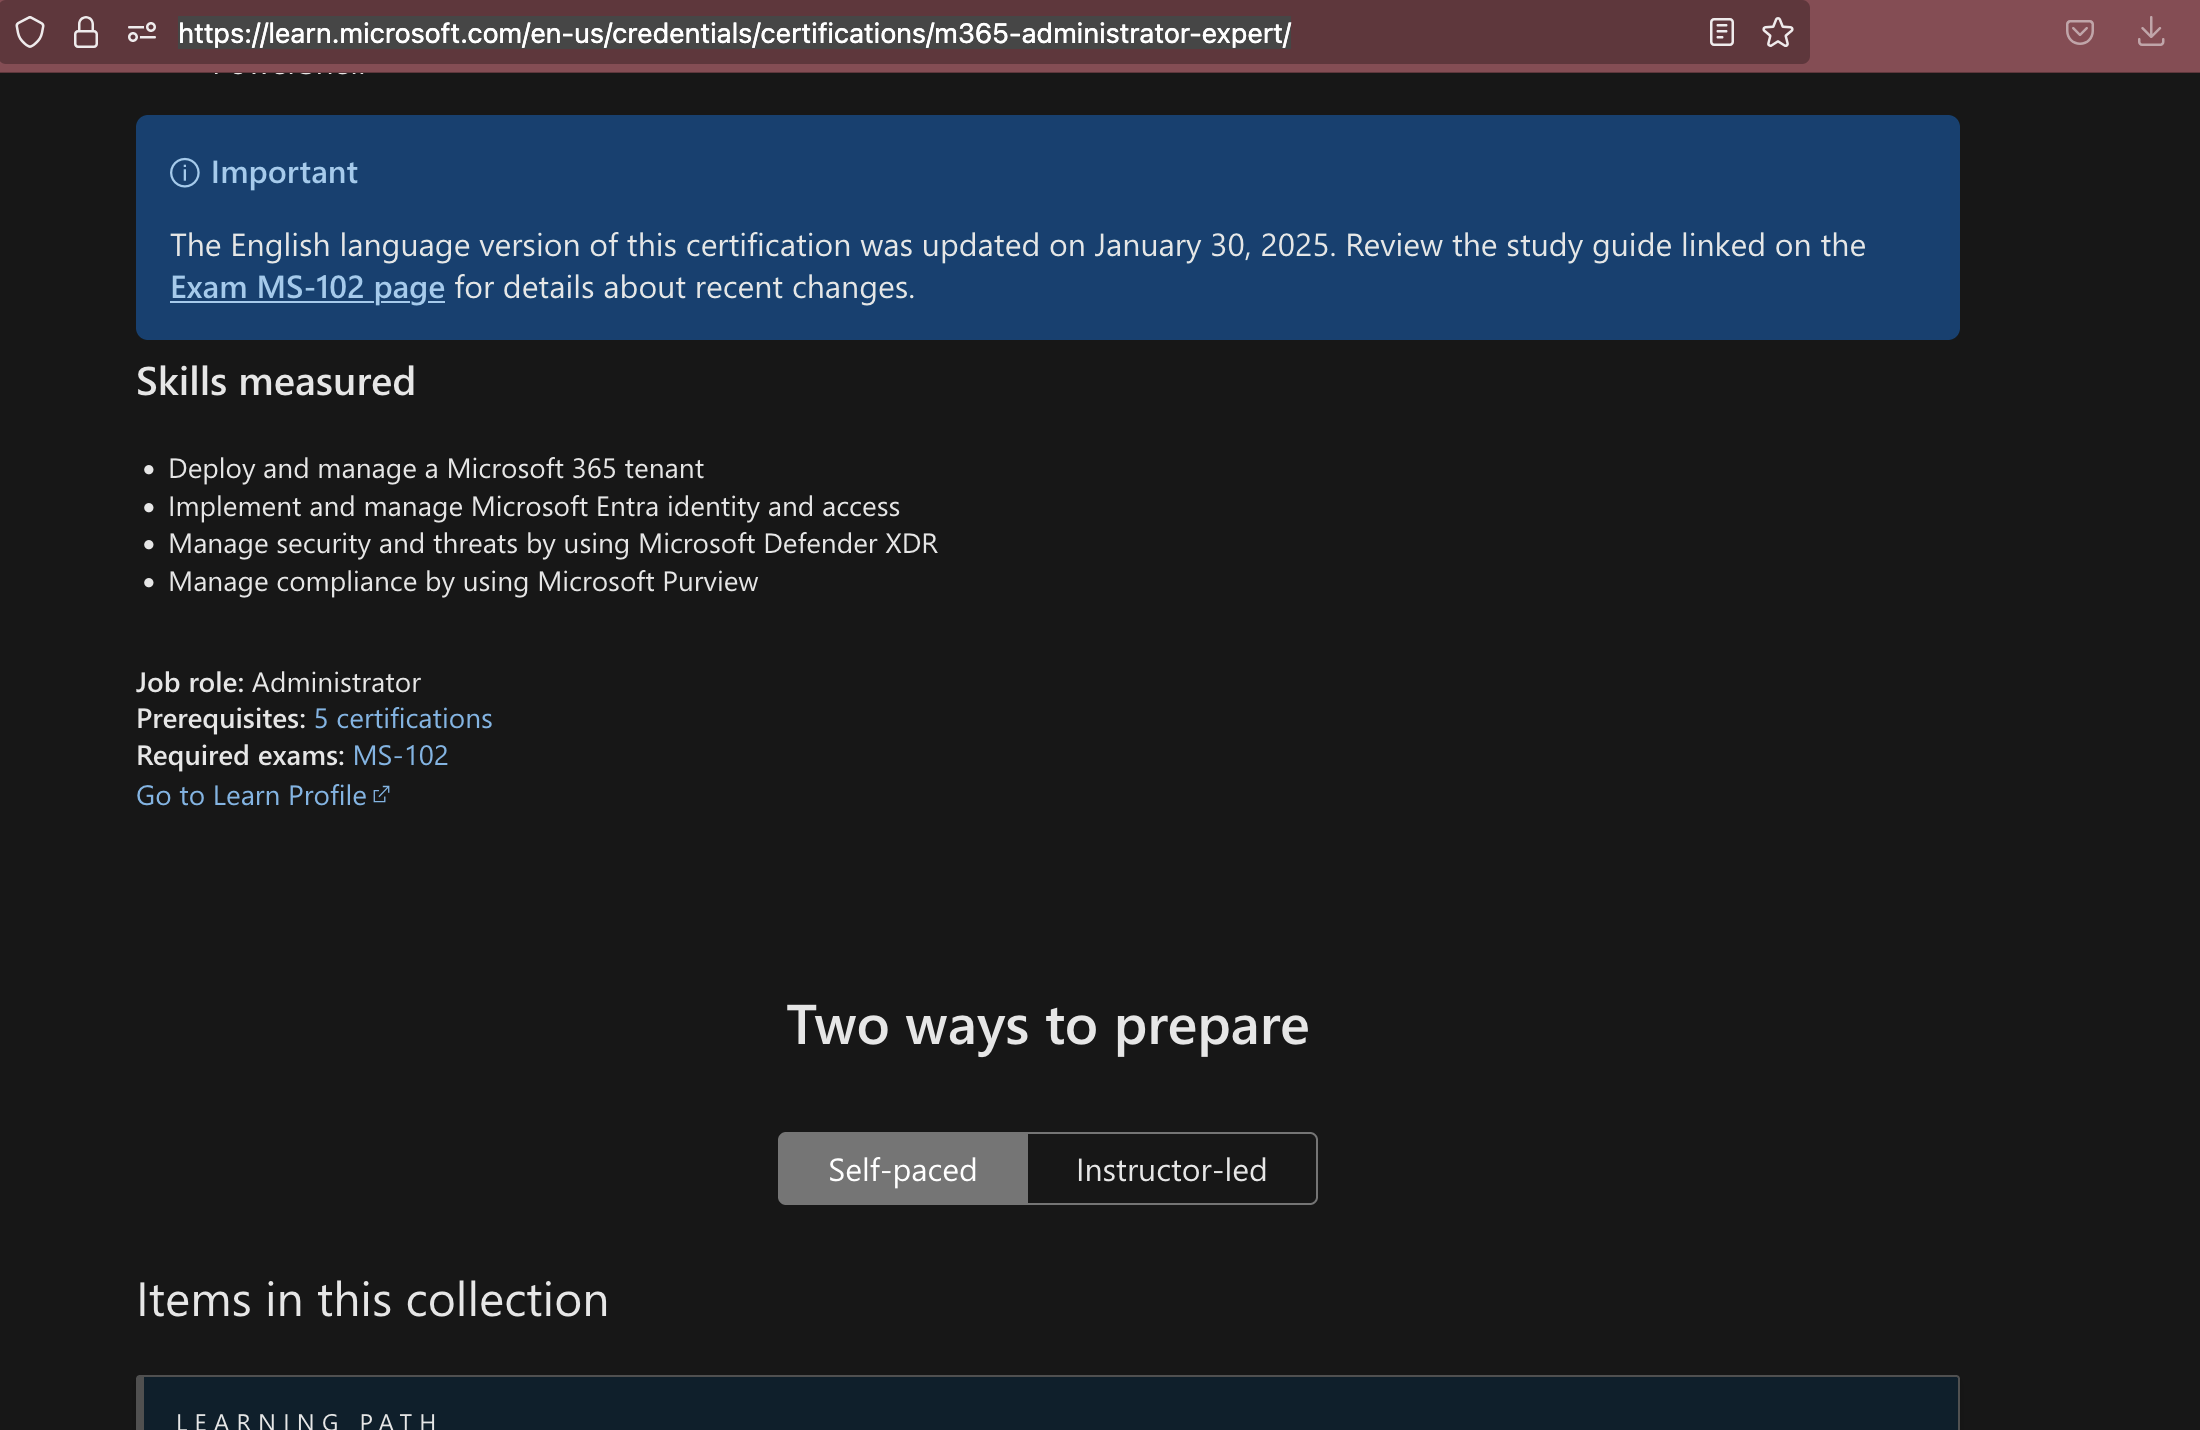 https://learn.microsoft.com/en-us/credentials/certifications/m365-administrator-expert/
Important
The English language version of this certification was updated on January 30, 2025. Review the study guide linked on the
Exam MS-102 page for details about recent changes.
Skills measured
• Deploy and manage a Microsoft 365 tenant
• Implement and manage Microsoft Entra identity and access
• Manage security and threats by using Microsoft Defender XDR
• Manage compliance by using Microsoft Purview
Job role: Administrator
Prerequisites: 5 certifications
Required exams: MS-102
Go to Learn Profile
Two ways to prepare
Self-paced
Instructor-led
Items in this collection
LEARNING PATH